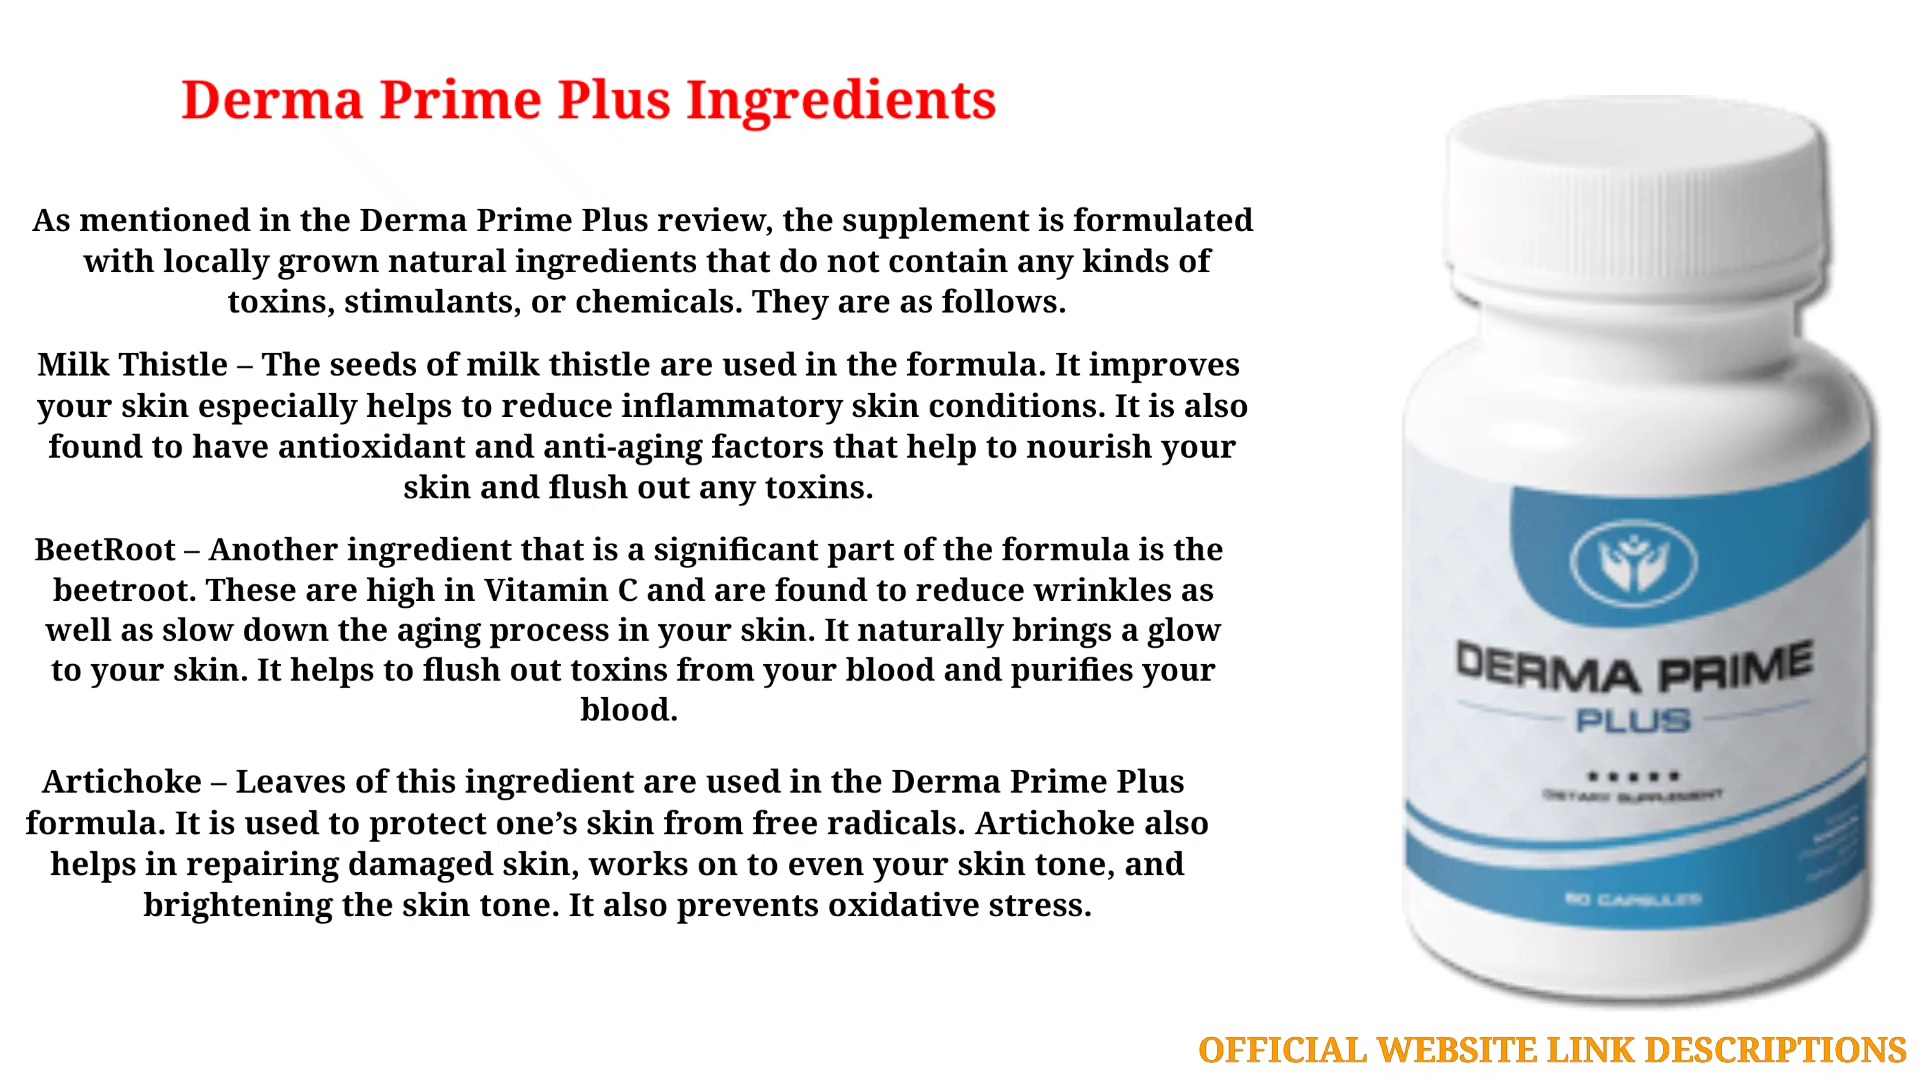 Derma Prime Plus Ingredients
As mentioned in the Derma Prime Plus review, the supplement is formulated
with locally grown natural ingredients that do not contain any kinds of
toxins, stimulants, or chemicals. They are as follows.
Milk Thistle – The seeds of milk thistle are used in the formula. It improves
your skin especially helps to reduce inflammatory skin conditions. It is also
found to have antioxidant and anti-aging factors that help to nourish your
skin and flush out any toxins.
BeetRoot – Another ingredient that is a significant part of the formula is the
beetroot. These are high in Vitamin C and are found to reduce wrinkles as
well as slow down the aging process in your skin. It naturally brings a glow
to your skin. It helps to flush out toxins from your blood and purifies your
blood.
Artichoke – Leaves of this ingredient are used in the Derma Prime Plus
formula. It is used to protect one’s skin from free radicals. Artichoke also
helps in repairing damaged skin, works on to even your skin tone, and
brightening the skin tone. It also prevents oxidative stress.
DERMA PRIME
PLUS
DIETARY SUPPLEMENT
60 CAPSULES
OFFICIAL WEBSITE LINK DESCRIPTIONS